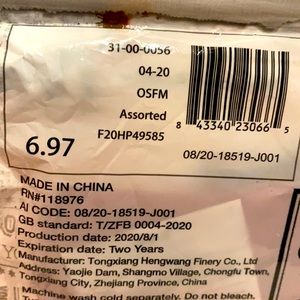 31-00-0056
04-20
OSFM
Assorted
6.97
F20HP49585
8 43340 23066 5
08/20-18519-J001
MADE IN CHINA
RN#118976
AI CODE: 08/20-18519-J001
GB standard: T/ZFB 0004-2020
Production date: 2020/8/1
Expiration date: Two Years
Manufacturer: Tongxiang Hengwang Finery Co., Ltd
Address: Yaojie Dam, Shangmo Village, Chongfu Town,
Tongxiang City, Zhejiang Province, China
Machine wash cold separately. Do not bleach.